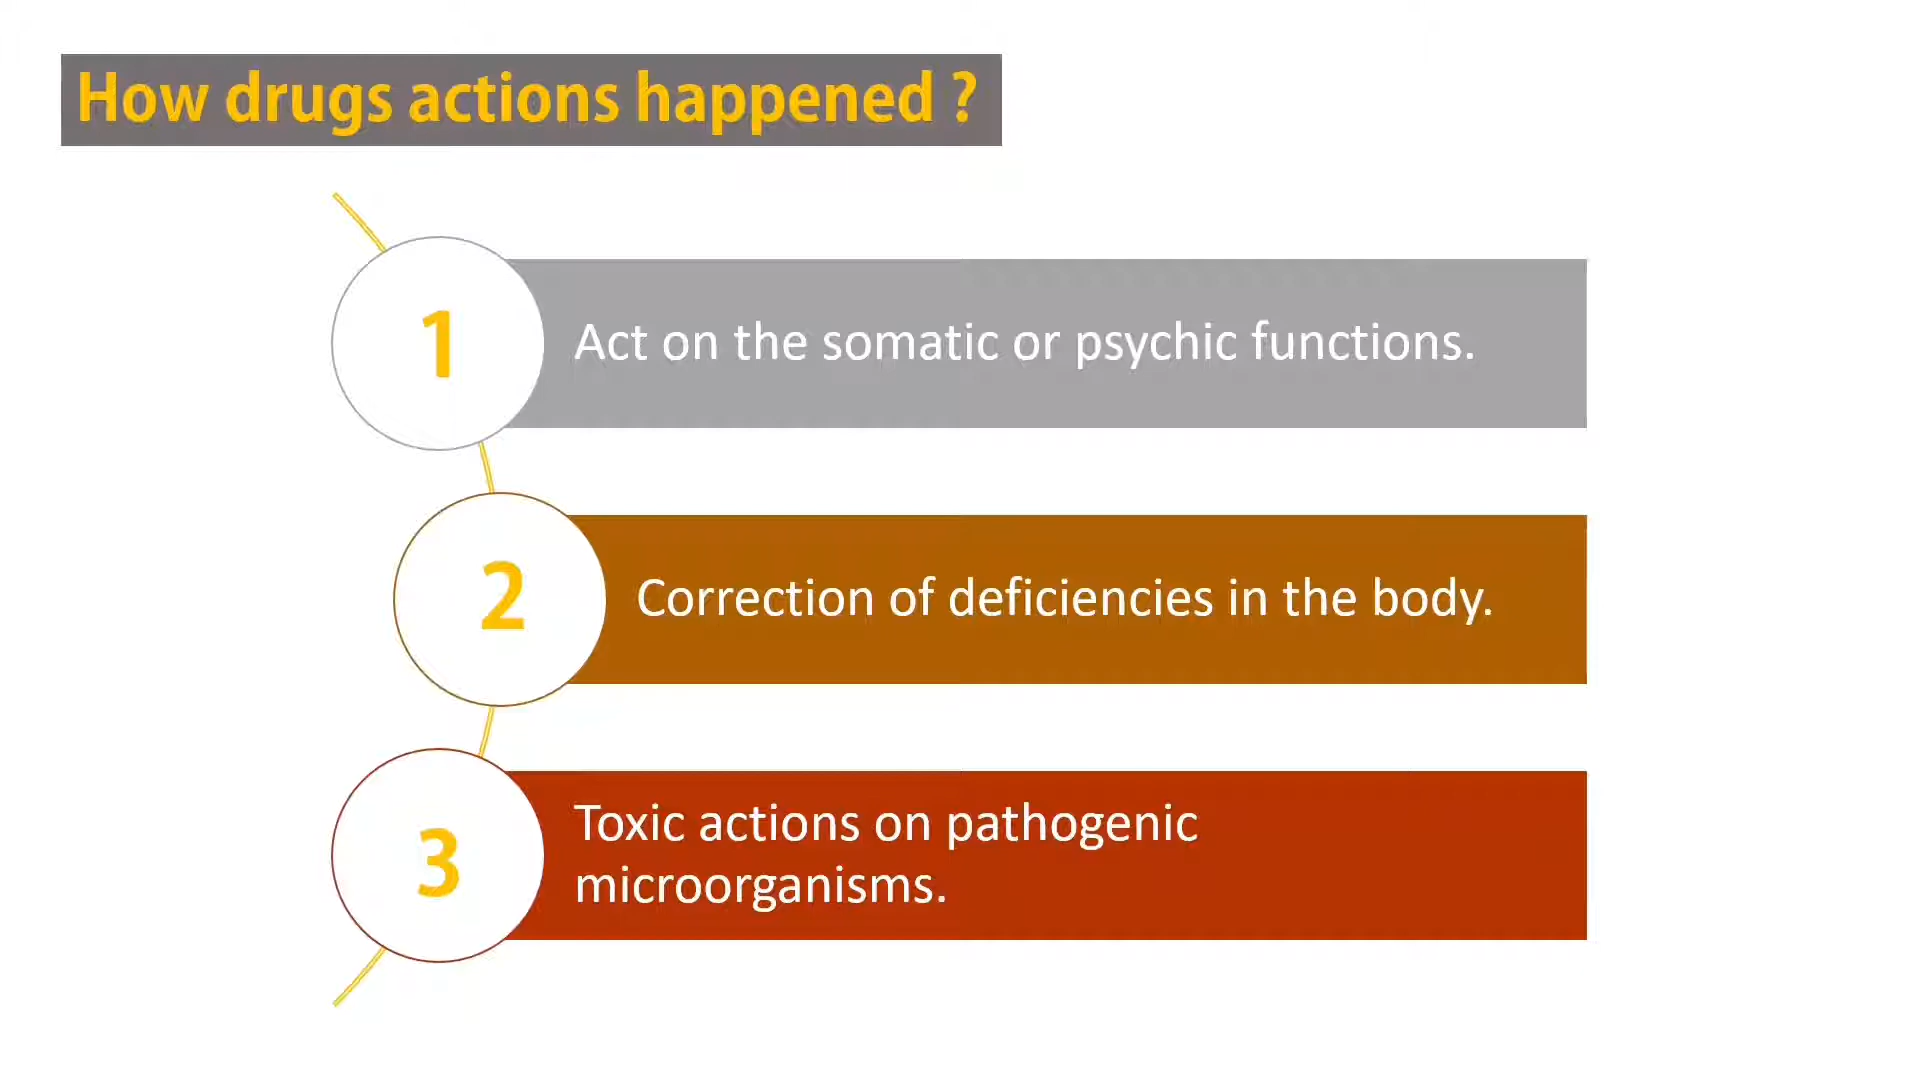 How drugs actions happened ?
1
Act on the somatic or psychic functions.
2
Correction of deficiencies in the body.
3
Toxic actions on pathogenic
microorganisms.